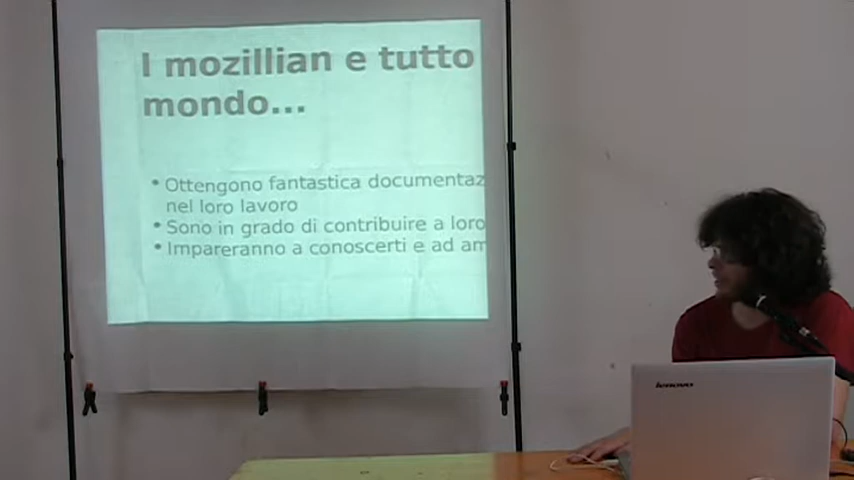 I mozillian e tutto
mondo...
• Ottengono fantastica documentaz
nel loro lavoro
• Sono in grado di contribuire a loro
• Impareranno a conoscerti e ad am
lenovo